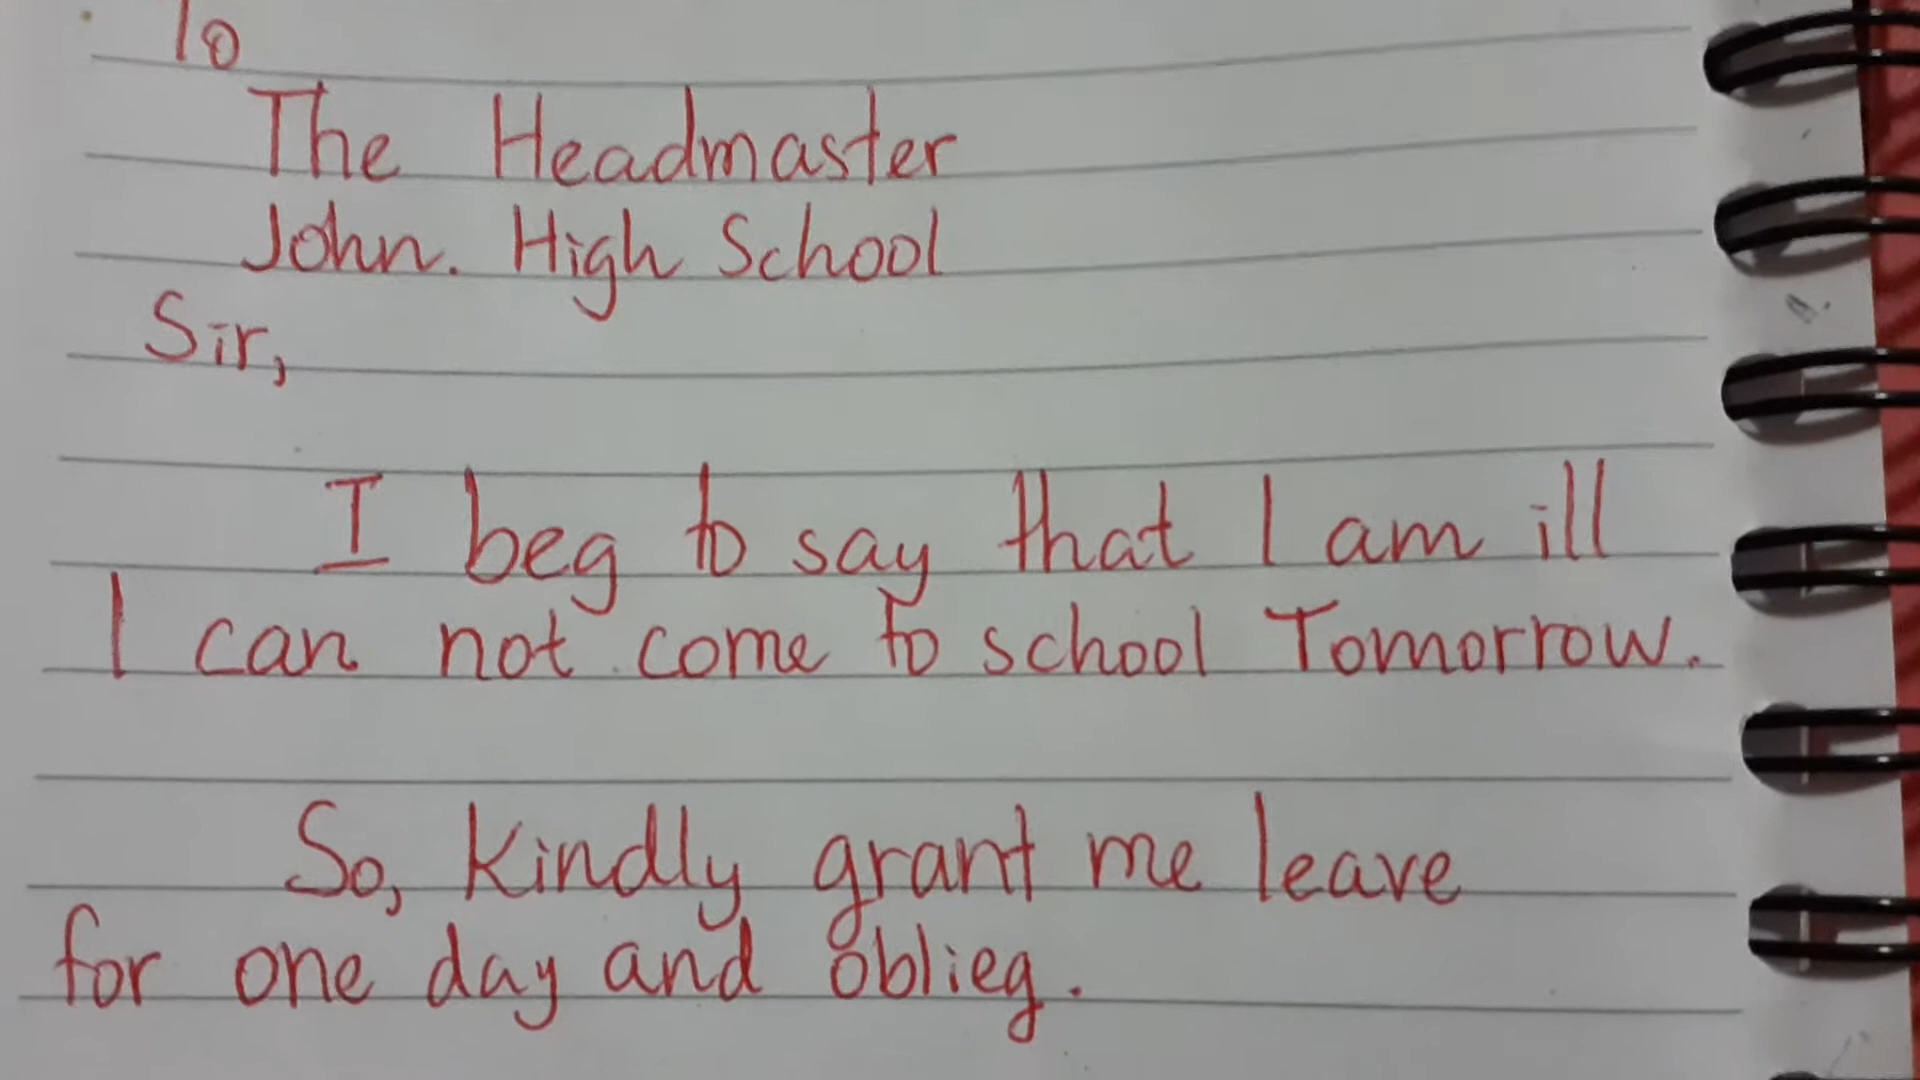 To
The Headmaster
John. High School
Sir,
I beg to say that I am ill
I can not come to school Tomorrow.
So, Kindly grant me leave
for one day and oblieg.